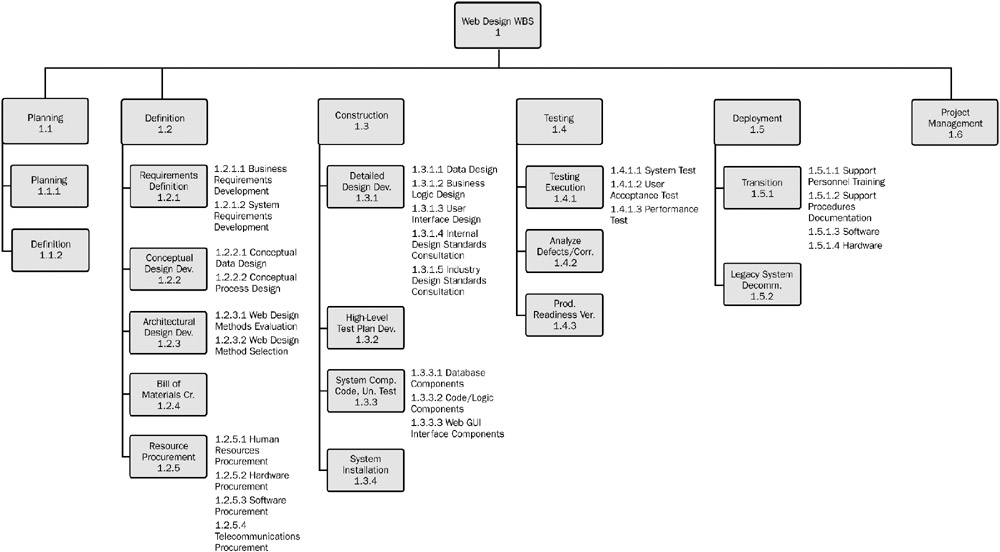 Web Design WBS
1
Planning
1.1
Planning
1.1.1
Definition
1.1.2
Definition
1.2
Requirements
Definition
1.2.1
1.2.1.1 Business
Requirements
Development
1.2.1.2 System
Requirements
Development
Conceptual
Design Dev.
1.2.2
1.2.2.1 Conceptual
Data Design
1.2.2.2 Conceptual
Process Design
Architectural
Design Dev.
1.2.3
1.2.3.1 Web Design
Methods Evaluation
1.2.3.2 Web Design
Method Selection
Bill of
Materials Cr.
1.2.4
Resource
Procurement
1.2.5
1.2.5.1 Human
Resources
Procurement
1.2.5.2 Hardware
Procurement
1.2.5.3 Software
Procurement
1.2.5.4
Telecommunications
Procurement
Construction
1.3
Detailed
Design Dev.
1.3.1
1.3.1.1 Data Design
1.3.1.2 Business
Logic Design
1.3.1.3 User
Interface Design
1.3.1.4 Internal
Design Standards
Consultation
1.3.1.5 Industry
Design Standards
Consultation
High-Level
Test Plan Dev.
1.3.2
System Comp.
Code, Un. Test
1.3.3
1.3.3.1 Database
Components
1.3.3.2 Code/Logic
Components
1.3.3.3 Web GUI
Interface Components
System
Installation
1.3.4
Testing
1.4
Testing
Execution
1.4.1
1.4.1.1 System Test
1.4.1.2 User
Acceptance Test
1.4.1.3 Performance
Test
Analyze
Defects/Corr.
1.4.2
Prod.
Readiness Ver.
1.4.3
Deployment
1.5
Transition
1.5.1
1.5.1.1 Support
Personnel Training
1.5.1.2 Support
Procedures
Documentation
1.5.1.3 Software
1.5.1.4 Hardware
Legacy System
Decomm.
1.5.2
Project
Management
1.6